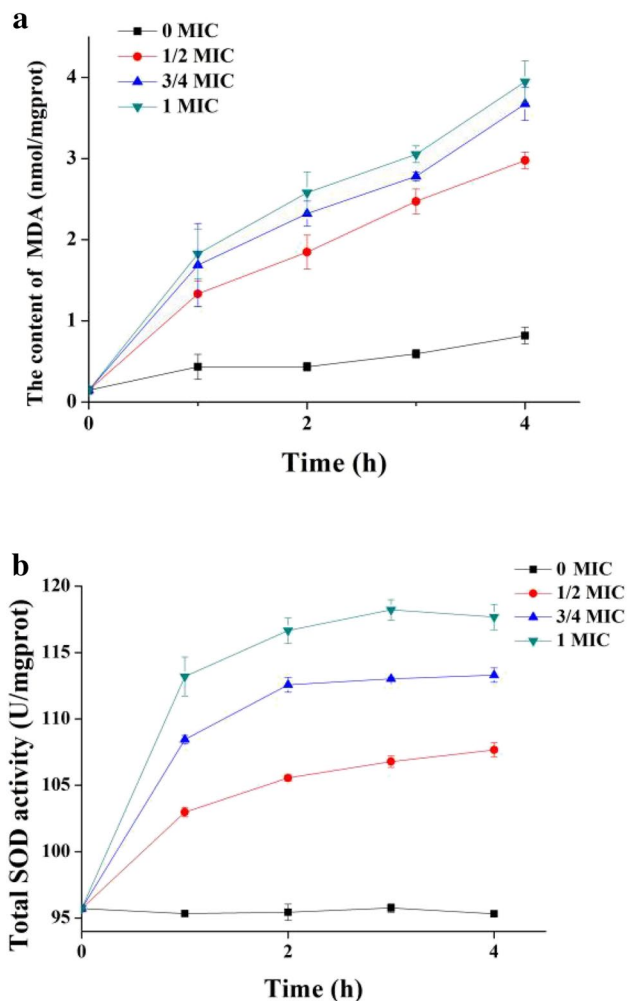 a
0 MIC
1/2 MIC
3/4 MIC
1 MIC
The content of MDA (nmol/mgprot)
4
3
2
1
0
0 2 4
Time (h)
b
0 MIC
1/2 MIC
3/4 MIC
1 MIC
Total SOD activity (U/mgprot)
120
115
110
105
100
95
0 2 4
Time (h)